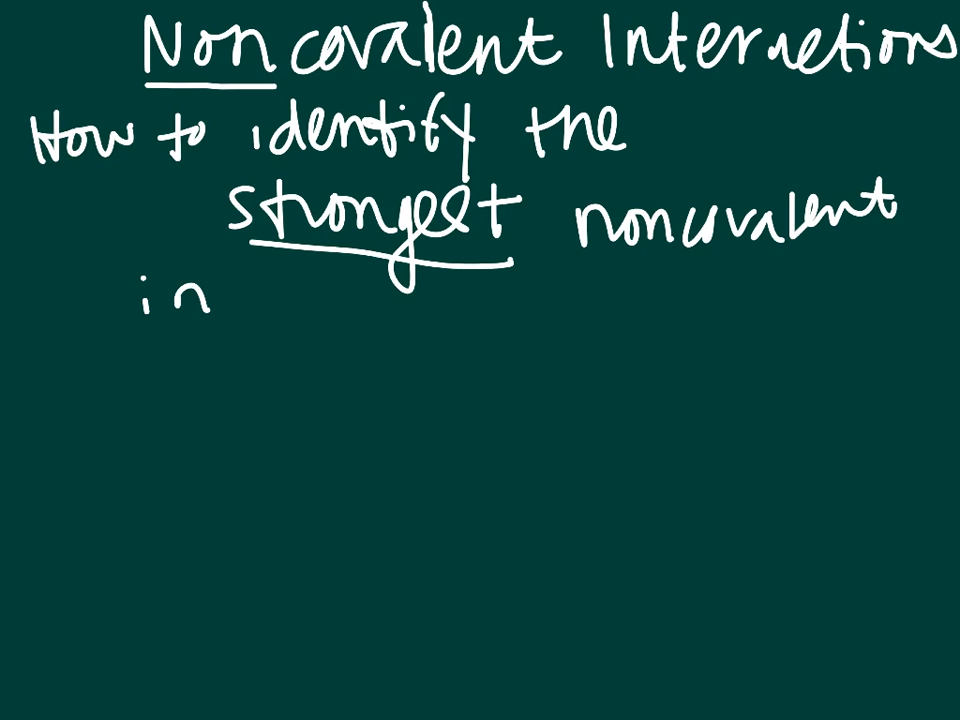 Noncovalent Interactions
How to identify the
strongest noncovalent
in